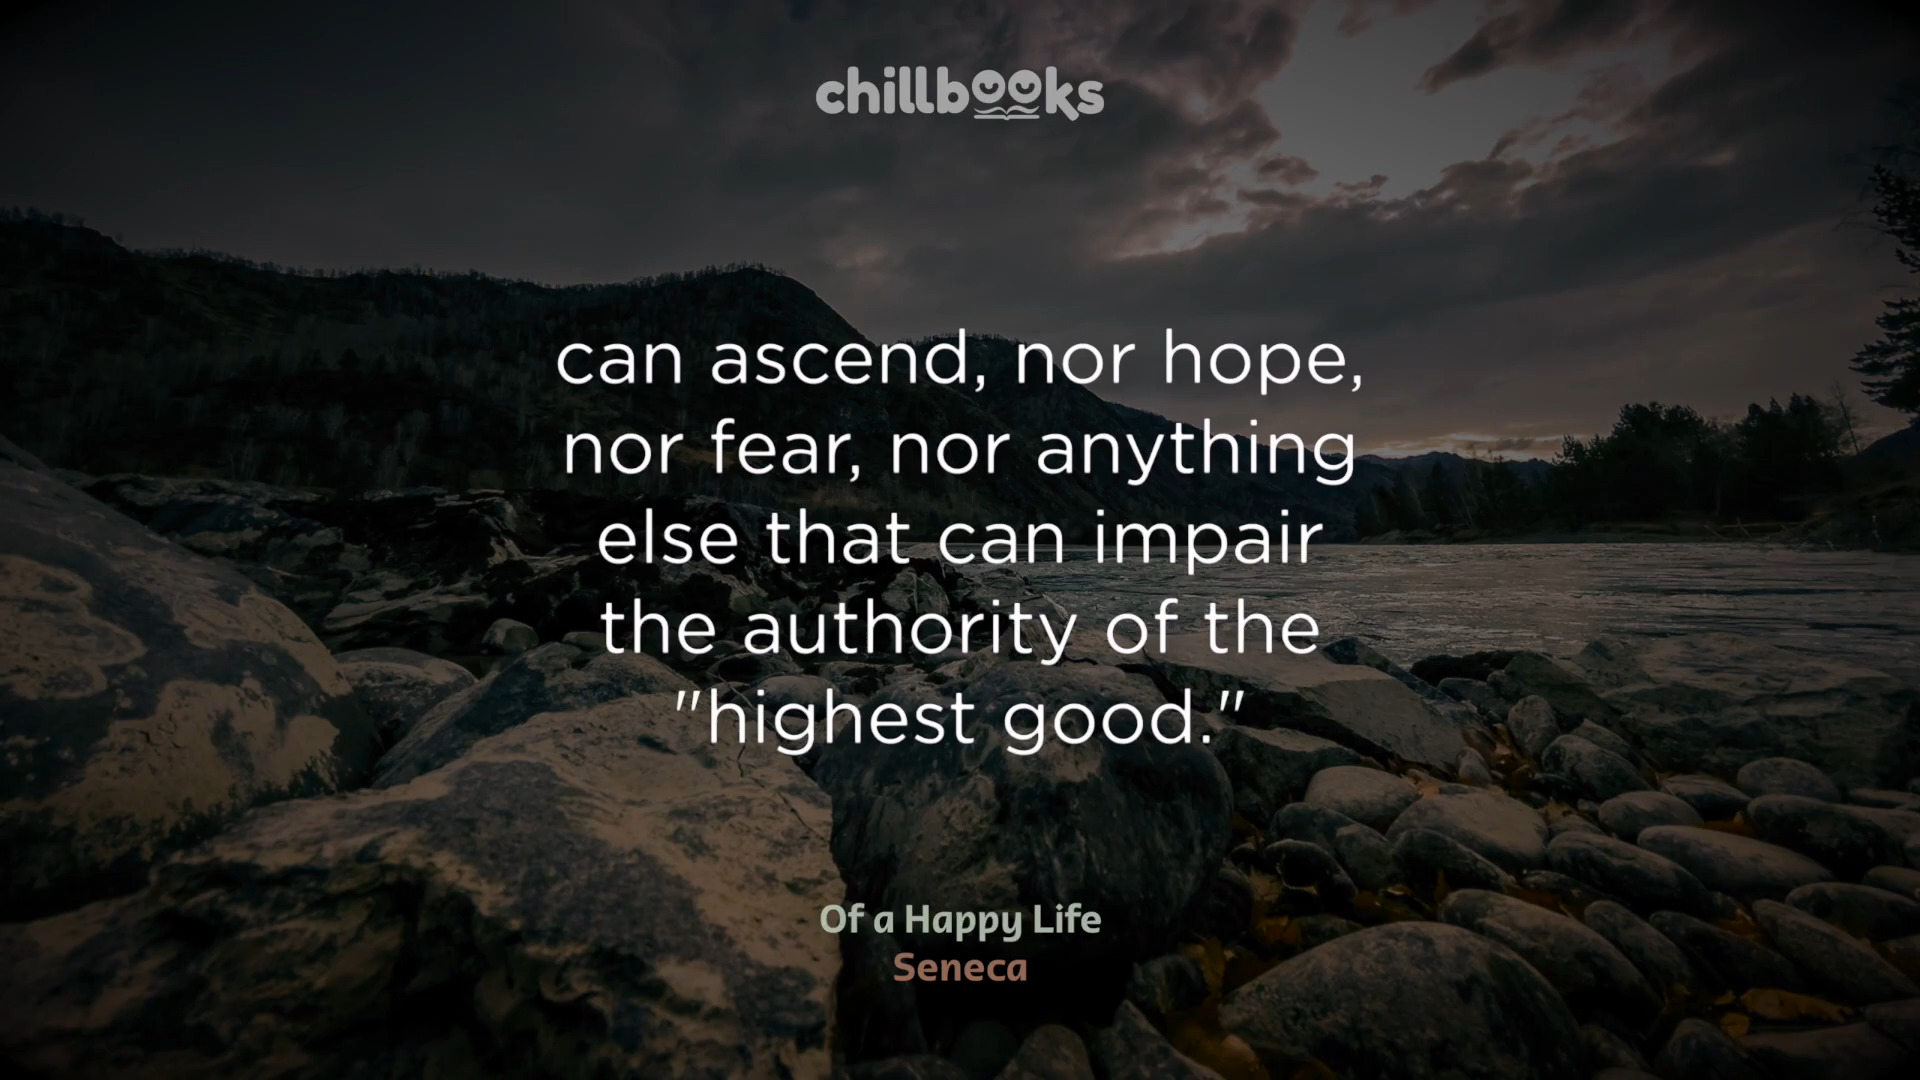 chillbooks
can ascend, nor hope,
nor fear, nor anything
else that can impair
the authority of the
"highest good."
Of a Happy Life
Seneca